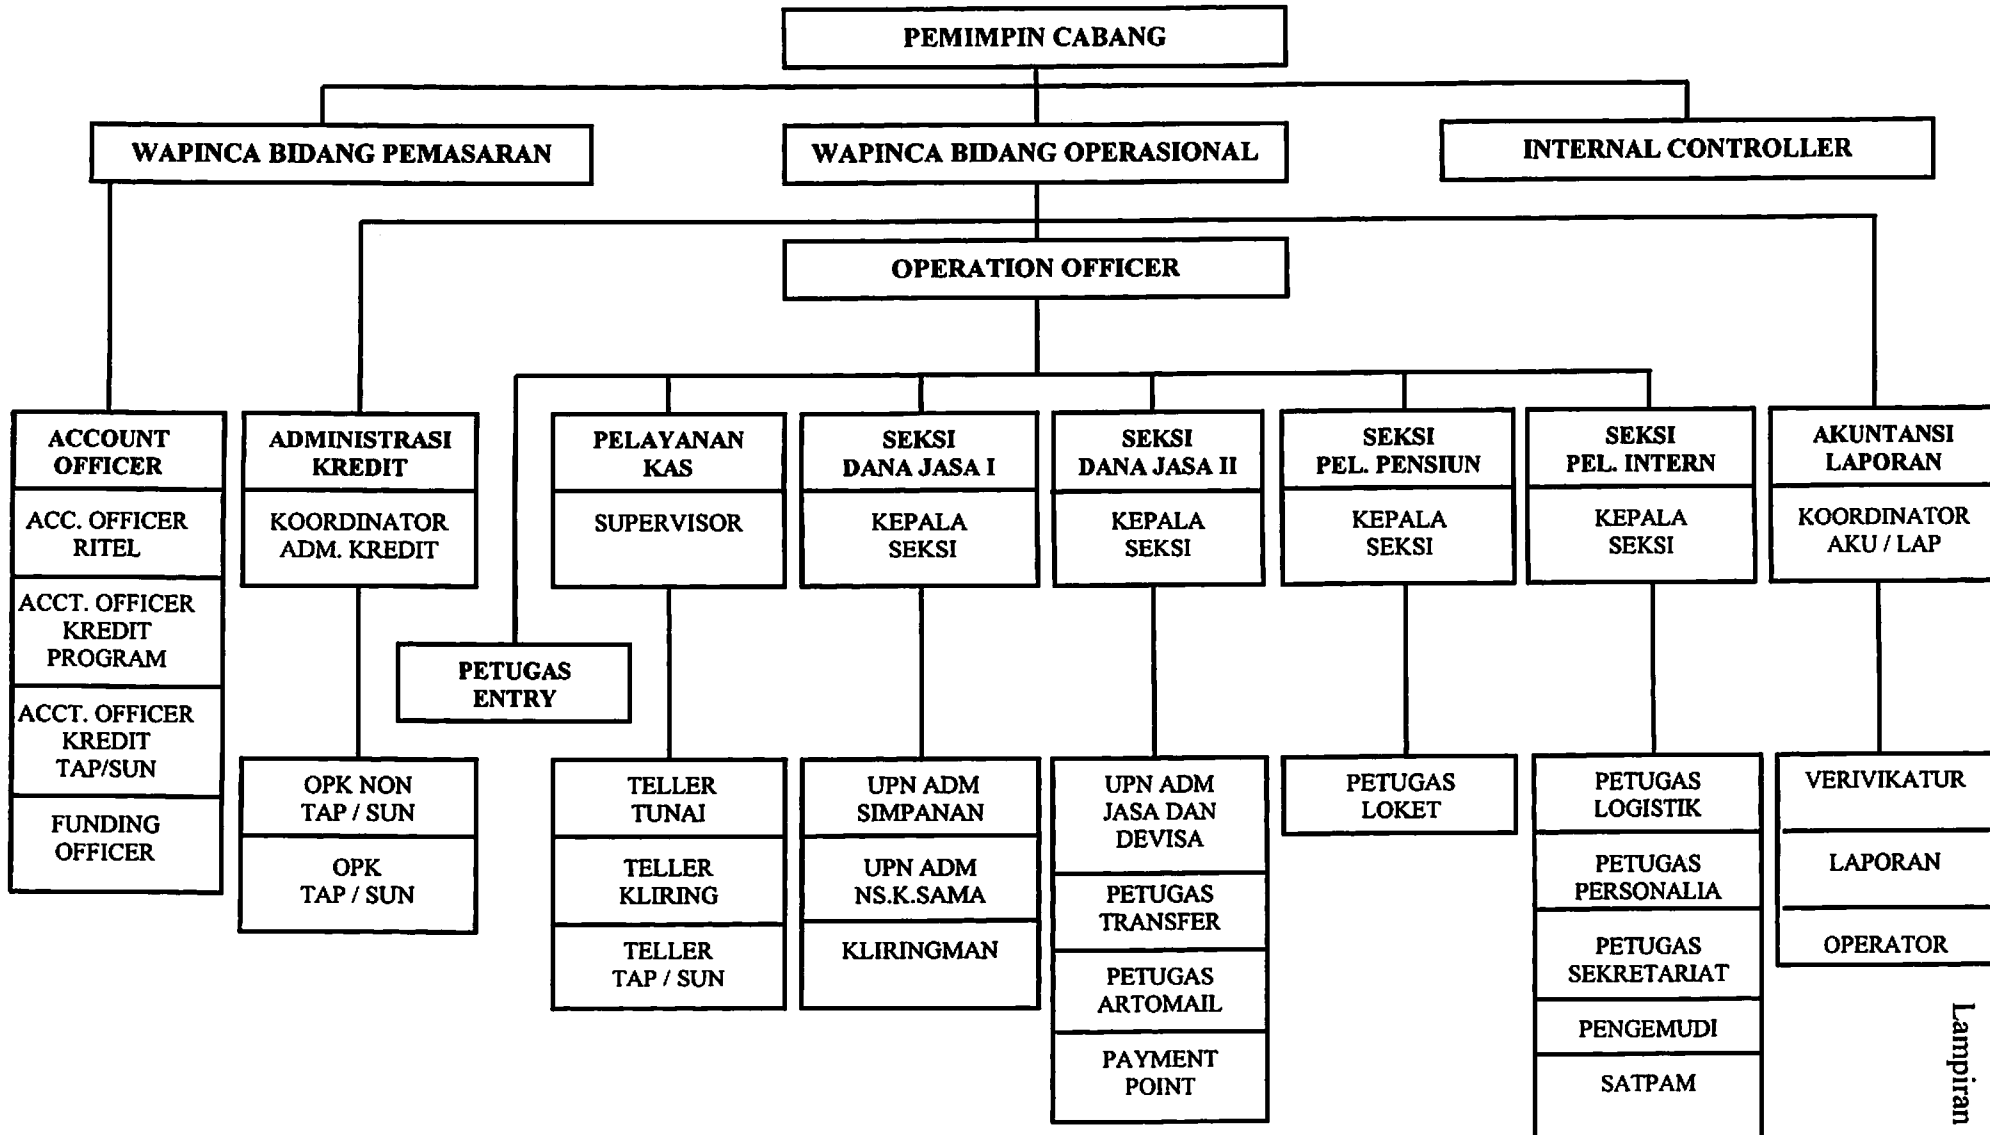 PEMIMPIN CABANG
WAPINCA BIDANG PEMASARAN
WAPINCA BIDANG OPERASIONAL
INTERNAL CONTROLLER
OPERATION OFFICER
ACCOUNT
OFFICER
ACC. OFFICER
RITEL
ACCT. OFFICER
KREDIT
PROGRAM
ACCT. OFFICER
KREDIT
TAP/SUN
FUNDING
OFFICER
ADMINISTRASI
KREDIT
KOORDINATOR
ADM. KREDIT
OPK NON
TAP / SUN
OPK
TAP / SUN
PETUGAS
ENTRY
PELAYANAN
KAS
SUPERVISOR
TELLER
TUNAI
TELLER
KLIRING
TELLER
TAP / SUN
SEKSI
DANA JASA I
KEPALA
SEKSI
UPN ADM
SIMPANAN
UPN ADM
NS.K.SAMA
KLIRINGMAN
SEKSI
DANA JASA II
KEPALA
SEKSI
UPN ADM
JASA DAN
DEVISA
PETUGAS
TRANSFER
PETUGAS
ARTOMAIL
PAYMENT
POINT
SEKSI
PEL. PENSIUN
KEPALA
SEKSI
PETUGAS
LOKET
SEKSI
PEL. INTERN
KEPALA
SEKSI
PETUGAS
LOGISTIK
PETUGAS
PERSONALIA
PETUGAS
SEKRETARIAT
PENGEMUDI
SATPAM
AKUNTANSI
LAPORAN
KOORDINATOR
AKU / LAP
VERIVIKATUR
LAPORAN
OPERATOR
Lampiran